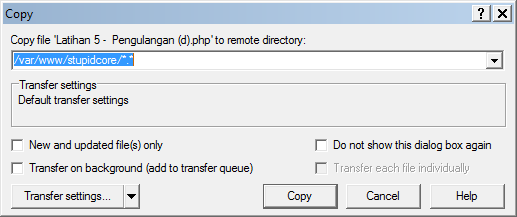 Copy
Copy file 'Latihan 5 -  Pengulangan (d).php' to remote directory:
/var/www/stupidcore/*.*
Transfer settings
Default transfer settings
New and updated file(s) only
Do not show this dialog box again
Transfer on background (add to transfer queue)
Transfer each file individually
Transfer settings...
Copy
Cancel
Help